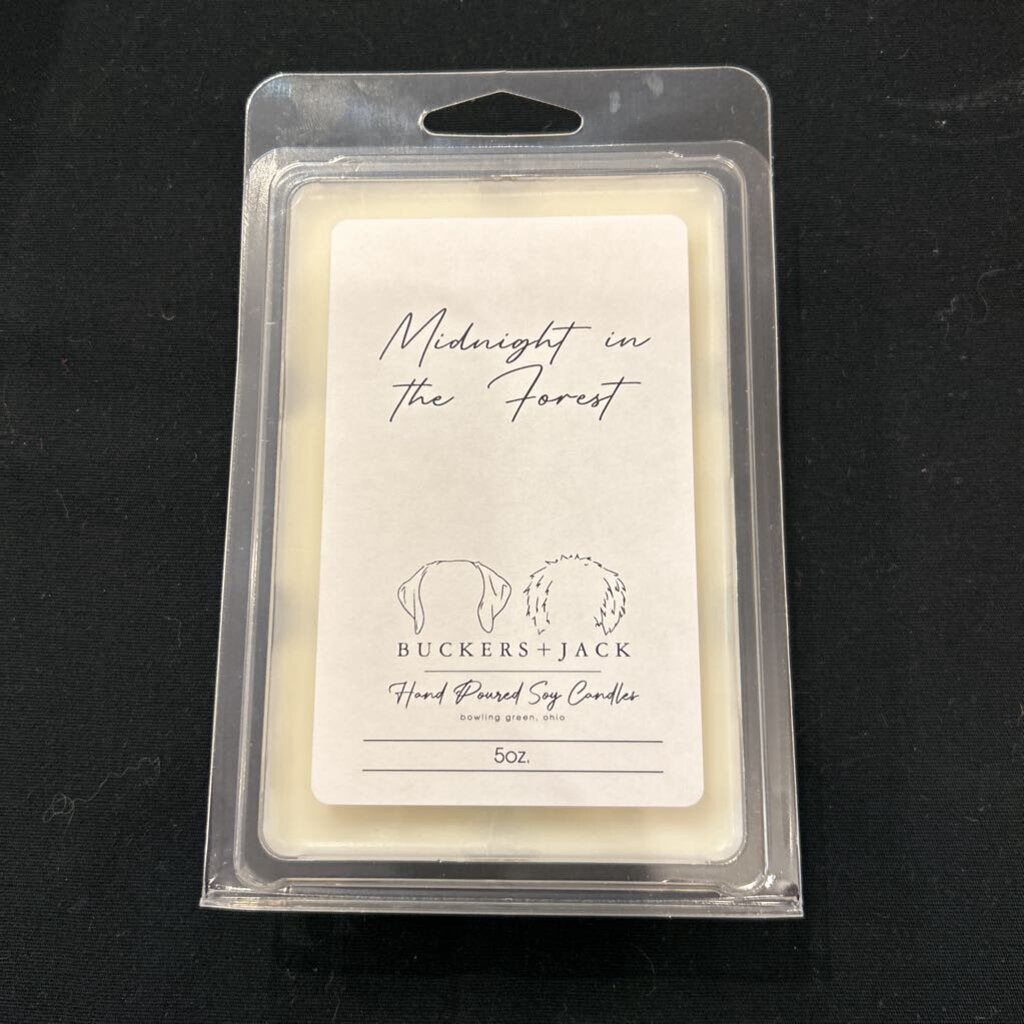 Midnight in
the Forest
BUCKERS+JACK
Hand Poured Soy Candles
bowling green, ohio
5oz.